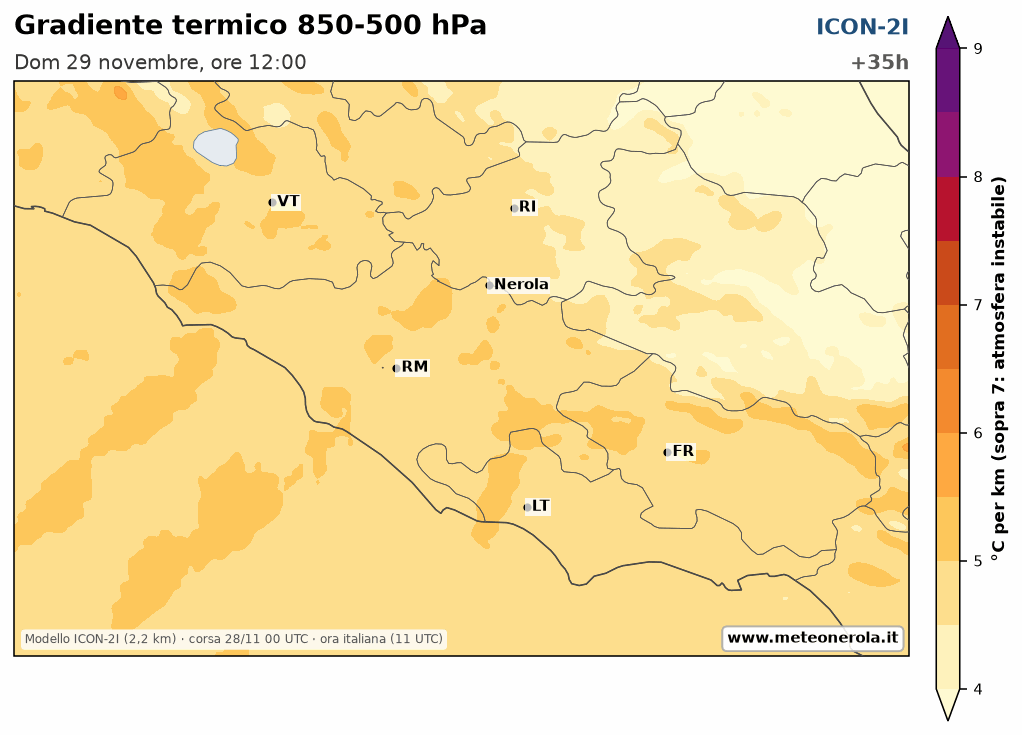 Gradiente termico 850-500 hPa
ICON-2I
Dom 29 novembre, ore 12:00
+35h
VT
RI
Nerola
RM
FR
LT
Modello ICON-2I (2,2 km) · corsa 28/11 00 UTC · ora italiana (11 UTC)
www.meteonerola.it
9
8
7
6
5
4
°C per km (sopra 7: atmosfera instabile)